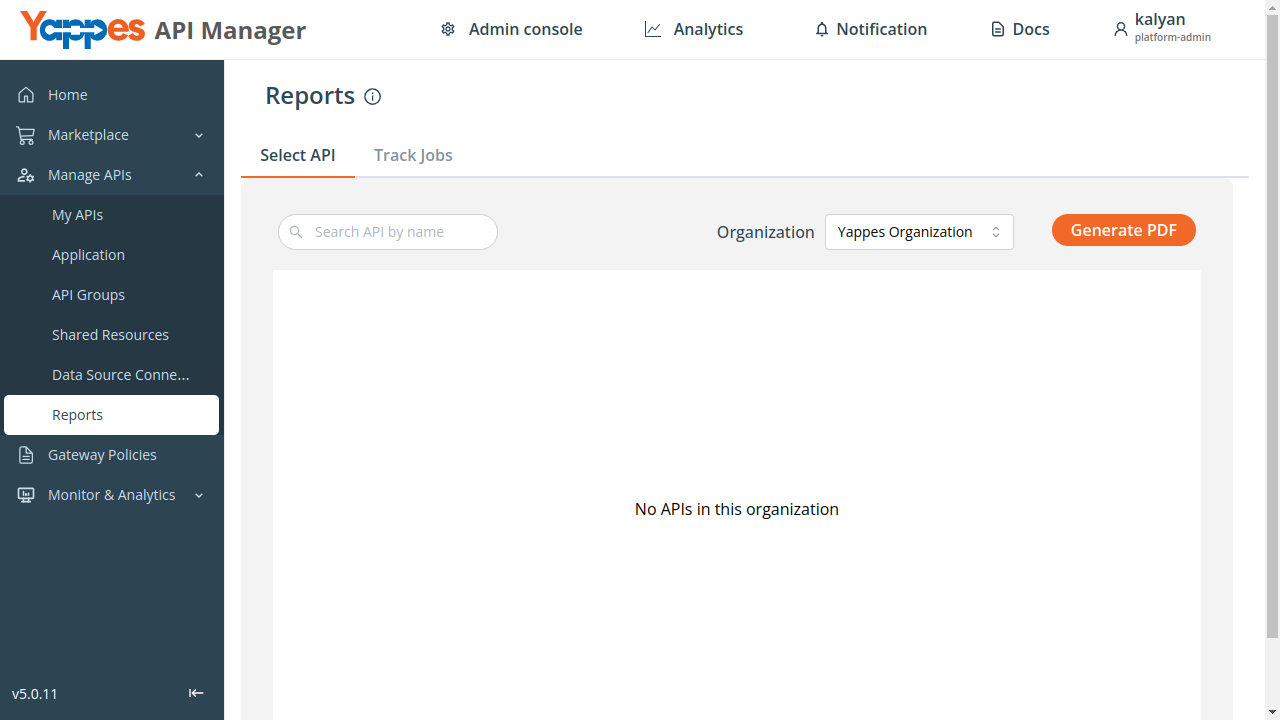 Yappes API Manager
Admin console
Analytics
Notification
Docs
kalyan
platform-admin
Home
Marketplace
Manage APIs
My APIs
Application
API Groups
Shared Resources
Data Source Conne...
Reports
Gateway Policies
Monitor & Analytics
v5.0.11
Reports
Select API
Track Jobs
Search API by name
Organization
Yappes Organization
Generate PDF
No APIs in this organization